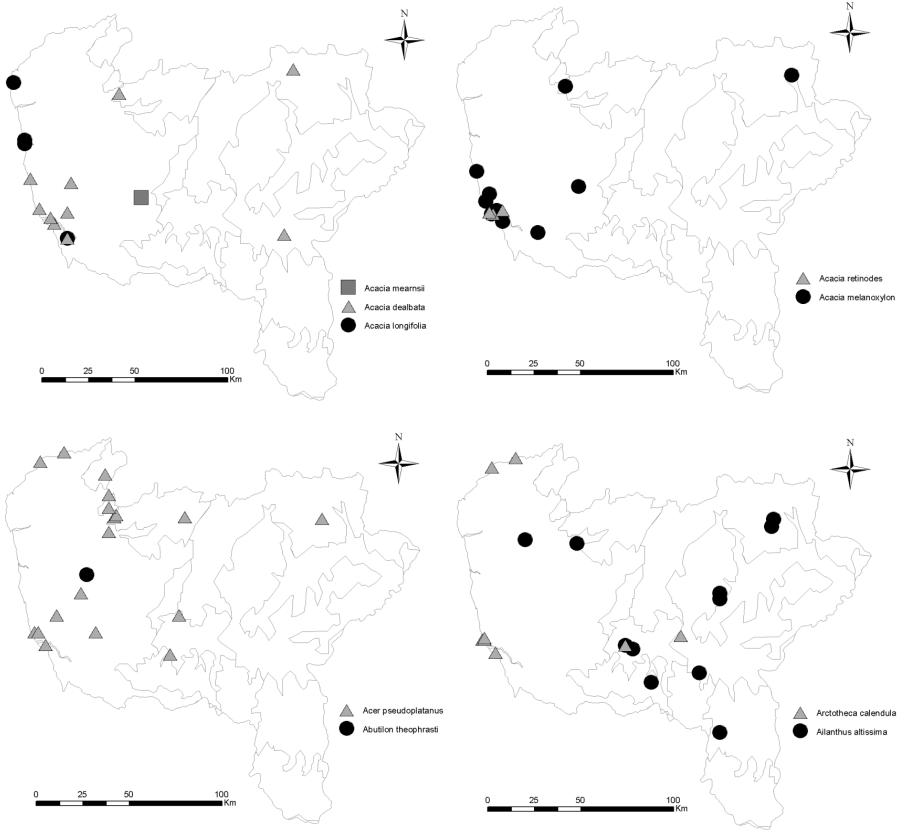 N
Acacia mearnsii
Acacia dealbata
Acacia longifolia
0 25 50 100
Km
N
Acacia retinodes
Acacia melanoxylon
0 25 50 100
Km
N
Acer pseudoplatanus
Abutilon theophrasti
0 25 50 100
Km
N
Arctotheca calendula
Ailanthus altissima
0 25 50 100
Km